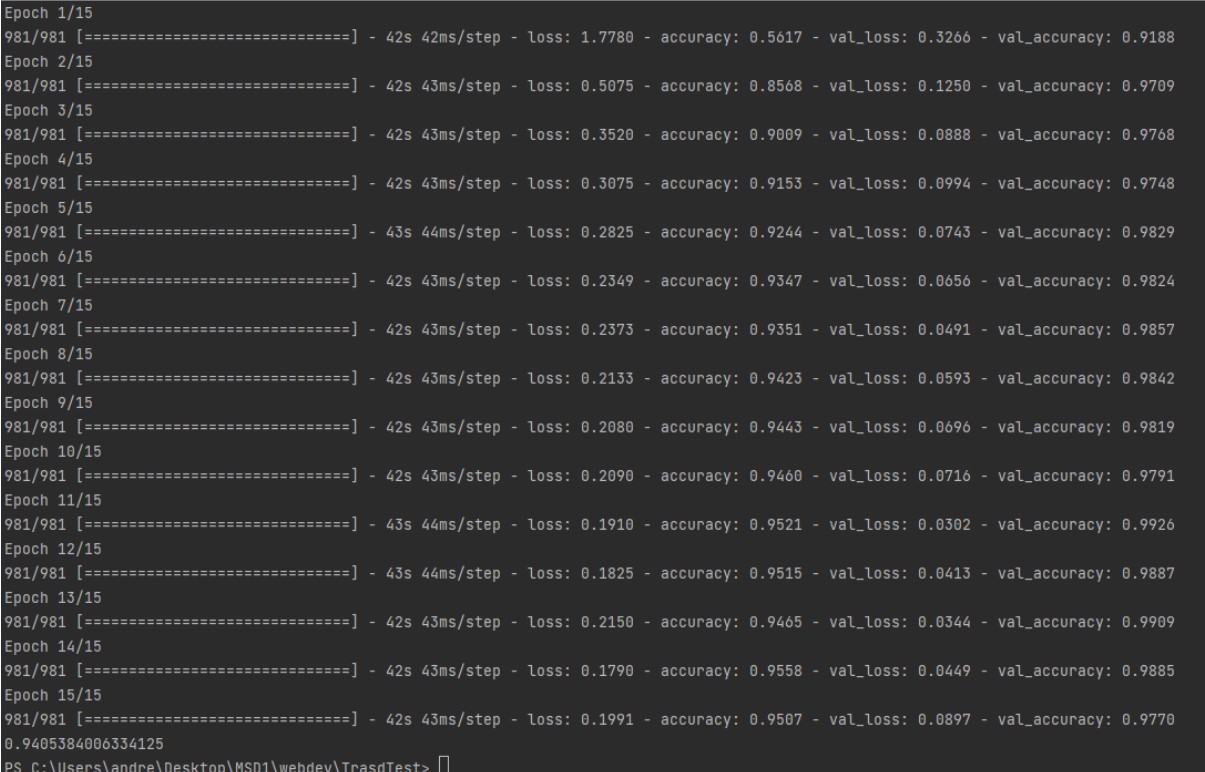 Epoch 1/15
981/981 [==============================] - 42s 42ms/step - loss: 1.7780 - accuracy: 0.5617 - val_loss: 0.3266 - val_accuracy: 0.9188
Epoch 2/15
981/981 [==============================] - 42s 43ms/step - loss: 0.5075 - accuracy: 0.8568 - val_loss: 0.1250 - val_accuracy: 0.9709
Epoch 3/15
981/981 [==============================] - 42s 43ms/step - loss: 0.3520 - accuracy: 0.9009 - val_loss: 0.0888 - val_accuracy: 0.9768
Epoch 4/15
981/981 [==============================] - 42s 43ms/step - loss: 0.3075 - accuracy: 0.9153 - val_loss: 0.0994 - val_accuracy: 0.9748
Epoch 5/15
981/981 [==============================] - 43s 44ms/step - loss: 0.2825 - accuracy: 0.9244 - val_loss: 0.0743 - val_accuracy: 0.9829
Epoch 6/15
981/981 [==============================] - 42s 43ms/step - loss: 0.2349 - accuracy: 0.9347 - val_loss: 0.0656 - val_accuracy: 0.9824
Epoch 7/15
981/981 [==============================] - 42s 43ms/step - loss: 0.2373 - accuracy: 0.9351 - val_loss: 0.0491 - val_accuracy: 0.9857
Epoch 8/15
981/981 [==============================] - 42s 43ms/step - loss: 0.2133 - accuracy: 0.9423 - val_loss: 0.0593 - val_accuracy: 0.9842
Epoch 9/15
981/981 [==============================] - 42s 43ms/step - loss: 0.2080 - accuracy: 0.9443 - val_loss: 0.0696 - val_accuracy: 0.9819
Epoch 10/15
981/981 [==============================] - 42s 43ms/step - loss: 0.2090 - accuracy: 0.9460 - val_loss: 0.0716 - val_accuracy: 0.9791
Epoch 11/15
981/981 [==============================] - 43s 44ms/step - loss: 0.1910 - accuracy: 0.9521 - val_loss: 0.0302 - val_accuracy: 0.9926
Epoch 12/15
981/981 [==============================] - 43s 44ms/step - loss: 0.1825 - accuracy: 0.9515 - val_loss: 0.0413 - val_accuracy: 0.9887
Epoch 13/15
981/981 [==============================] - 42s 43ms/step - loss: 0.2150 - accuracy: 0.9465 - val_loss: 0.0344 - val_accuracy: 0.9909
Epoch 14/15
981/981 [==============================] - 42s 43ms/step - loss: 0.1790 - accuracy: 0.9558 - val_loss: 0.0449 - val_accuracy: 0.9885
Epoch 15/15
981/981 [==============================] - 42s 43ms/step - loss: 0.1991 - accuracy: 0.9507 - val_loss: 0.0897 - val_accuracy: 0.9770
0.9405384006334125
PS C:\Users\andre\Desktop\MSD1\webdev\TrasdTest>